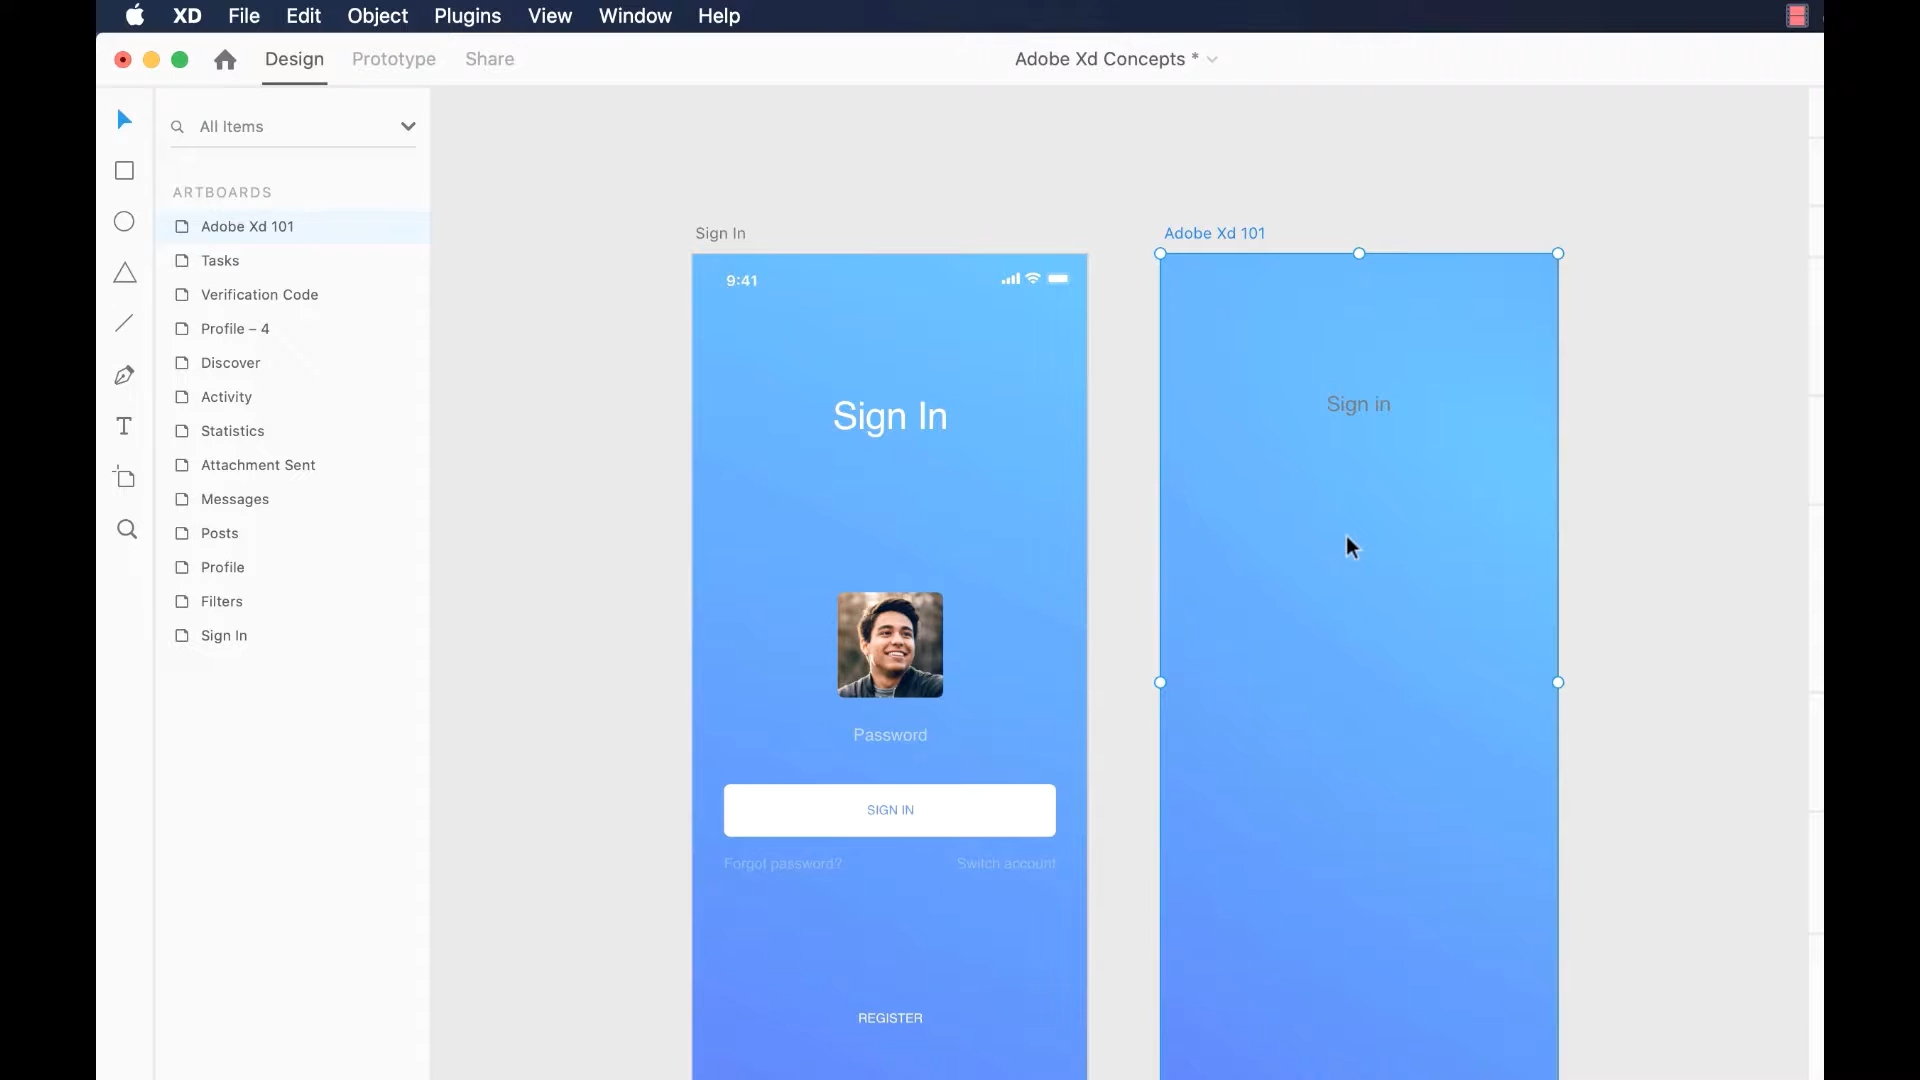 XD File Edit Object Plugins View Window Help
Design Prototype Share Adobe Xd Concepts *
All Items
ARTBOARDS
Adobe Xd 101
Tasks
Verification Code
Profile – 4
Discover
Activity
Statistics
Attachment Sent
Messages
Posts
Profile
Filters
Sign In
T
Sign In
9:41
Sign In
Password
SIGN IN
Forgot password? Switch account
REGISTER
Adobe Xd 101
Sign in